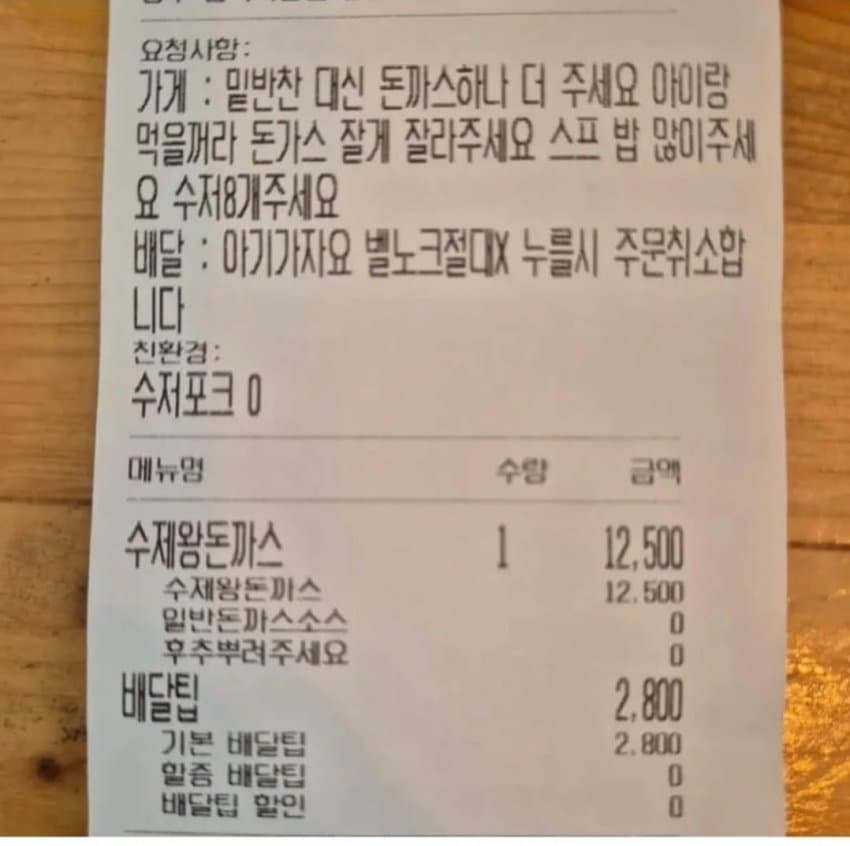 요청사항:
가게 : 밑반찬 대신 돈까스하나 더 주세요 아이랑
먹을꺼라 돈가스 잘게 잘라주세요 스프 밥 많이주세
요 수저8개주세요
배달 : 아기가자요 벨노크절대X 누를시 주문취소합
니다
친환경:
수저포크 0
메뉴명 수량 금액
수제왕돈까스 1 12,500
수제왕돈까스 12,500
일반돈까스소스 0
후추뿌려주세요 0
배달팁 2,800
기본 배달팁 2,800
할증 배달팁 0
배달팁 할인 0